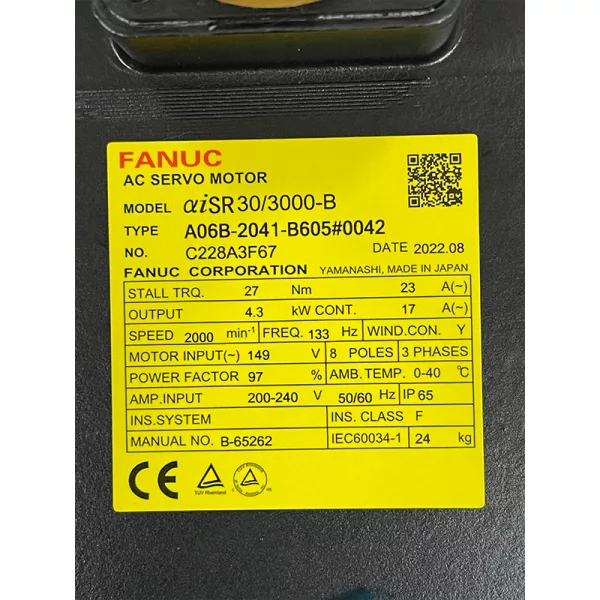 FANUC
AC SERVO MOTOR
MODEL αiSR30/3000-B
TYPE A06B-2041-B605#0042
NO. C228A3F67 DATE 2022.08
FANUC CORPORATION YAMANASHI, MADE IN JAPAN
STALL TRQ. 27 Nm 23 A(~)
OUTPUT 4.3 kW CONT. 17 A(~)
SPEED 2000 min-1 FREQ. 133 Hz WIND.CON. Y
MOTOR INPUT(~) 149 V 8 POLES 3 PHASES
POWER FACTOR 97 % AMB.TEMP. 0-40 ℃
AMP.INPUT 200-240 V 50/60 Hz IP 65
INS.SYSTEM INS. CLASS F
MANUAL NO. B-65262 IEC60034-1 24 kg
CE TUV Rheinland